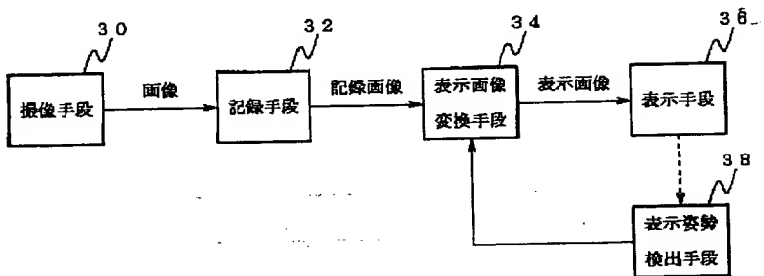 30
撮像手段
画像
32
記録手段
記録画像
34
表示画像
変換手段
表示画像
36
表示手段
38
表示姿勢
検出手段